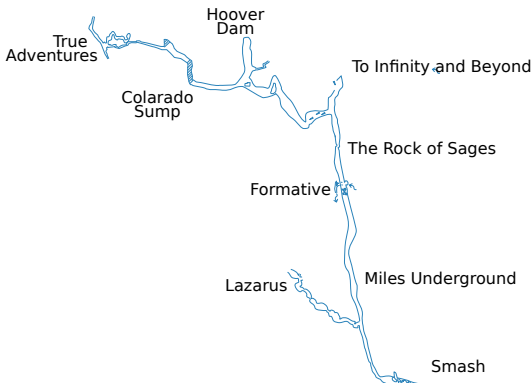 Hoover
Dam
True
Adventures
To Infinity and Beyond
Colarado
Sump
The Rock of Sages
Formative
Lazarus
Miles Underground
Smash